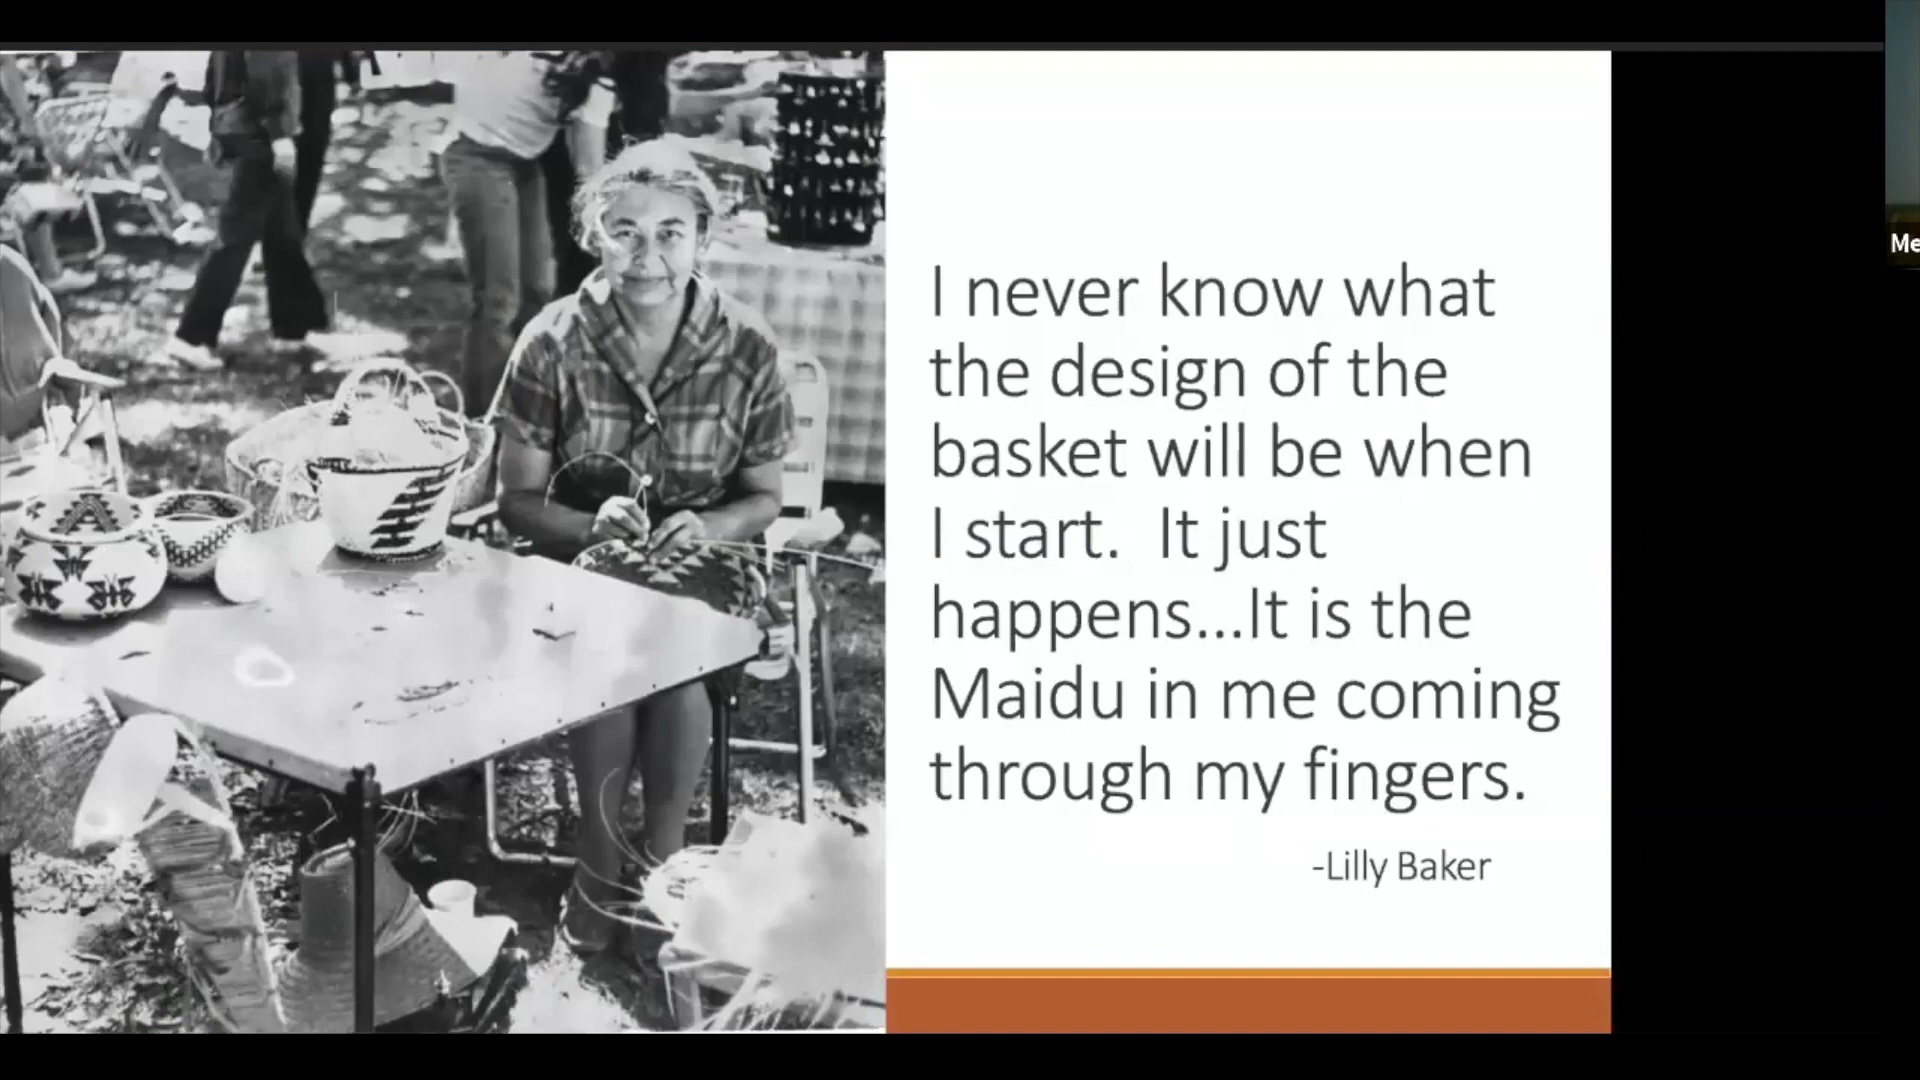 I never know what
the design of the
basket will be when
I start.  It just
happens...It is the
Maidu in me coming
through my fingers.
-Lilly Baker
Me